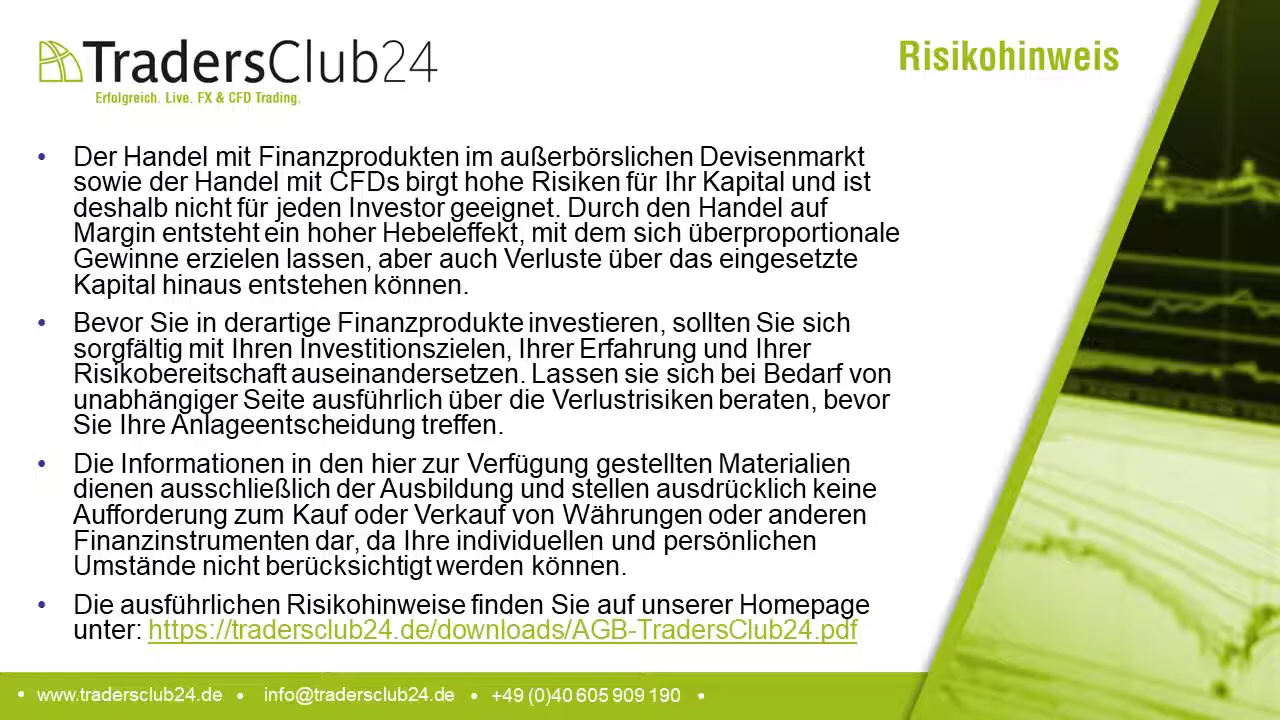 TradersClub24
Erfolgreich. Live. FX & CFD Trading.
Risikohinweis
• Der Handel mit Finanzprodukten im außerbörslichen Devisenmarkt
sowie der Handel mit CFDs birgt hohe Risiken für Ihr Kapital und ist
deshalb nicht für jeden Investor geeignet. Durch den Handel auf
Margin entsteht ein hoher Hebeleffekt, mit dem sich überproportionale
Gewinne erzielen lassen, aber auch Verluste über das eingesetzte
Kapital hinaus entstehen können.
• Bevor Sie in derartige Finanzprodukte investieren, sollten Sie sich
sorgfältig mit Ihren Investitionszielen, Ihrer Erfahrung und Ihrer
Risikobereitschaft auseinandersetzen. Lassen sie sich bei Bedarf von
unabhängiger Seite ausführlich über die Verlustrisiken beraten, bevor
Sie Ihre Anlageentscheidung treffen.
• Die Informationen in den hier zur Verfügung gestellten Materialien
dienen ausschließlich der Ausbildung und stellen ausdrücklich keine
Aufforderung zum Kauf oder Verkauf von Währungen oder anderen
Finanzinstrumenten dar, da Ihre individuellen und persönlichen
Umstände nicht berücksichtigt werden können.
• Die ausführlichen Risikohinweise finden Sie auf unserer Homepage
unter: https://tradersclub24.de/downloads/AGB-TradersClub24.pdf
• www.tradersclub24.de • info@tradersclub24.de • +49 (0)40 605 909 190 •